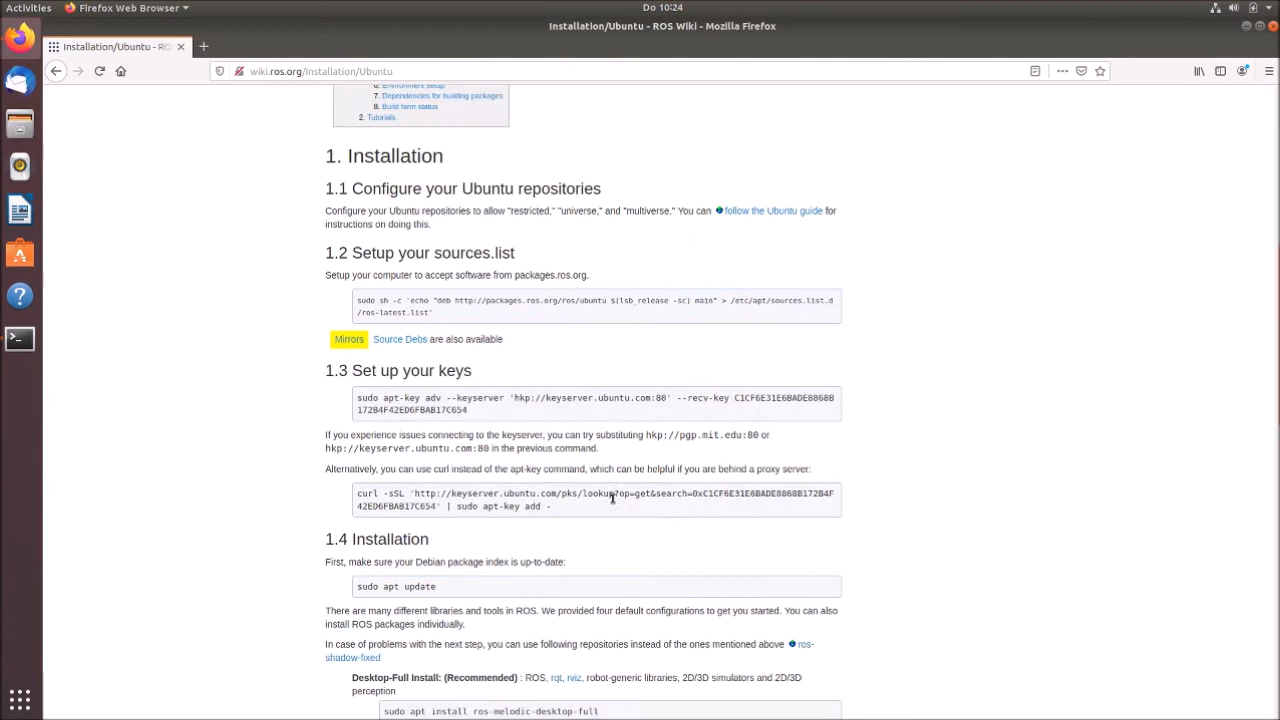 Activities Firefox Web Browser Do 10:24
Installation/Ubuntu - ROS Wiki - Mozilla Firefox
Installation/Ubuntu - RO
wiki.ros.org/Installation/Ubuntu
6. Environment setup
7. Dependencies for building packages
8. Build farm status
2. Tutorials
1. Installation
1.1 Configure your Ubuntu repositories
Configure your Ubuntu repositories to allow "restricted," "universe," and "multiverse." You can follow the Ubuntu guide for
instructions on doing this.
1.2 Setup your sources.list
Setup your computer to accept software from packages.ros.org.
sudo sh -c 'echo "deb http://packages.ros.org/ros/ubuntu $(lsb_release -sc) main" > /etc/apt/sources.list.d
/ros-latest.list'
Mirrors Source Debs are also available
1.3 Set up your keys
sudo apt-key adv --keyserver 'hkp://keyserver.ubuntu.com:80' --recv-key C1CF6E31E6BADE8868B
172B4F42ED6FBAB17C654
If you experience issues connecting to the keyserver, you can try substituting hkp://pgp.mit.edu:80 or
hkp://keyserver.ubuntu.com:80 in the previous command.
Alternatively, you can use curl instead of the apt-key command, which can be helpful if you are behind a proxy server:
curl -sSL 'http://keyserver.ubuntu.com/pks/lookup?op=get&search=0xC1CF6E31E6BADE8868B172B4F
42ED6FBAB17C654' | sudo apt-key add -
1.4 Installation
First, make sure your Debian package index is up-to-date:
sudo apt update
There are many different libraries and tools in ROS. We provided four default configurations to get you started. You can also
install ROS packages individually.
In case of problems with the next step, you can use following repositories instead of the ones mentioned above ros-
shadow-fixed
Desktop-Full Install: (Recommended) : ROS, rqt, rviz, robot-generic libraries, 2D/3D simulators and 2D/3D
perception
sudo apt install ros-melodic-desktop-full